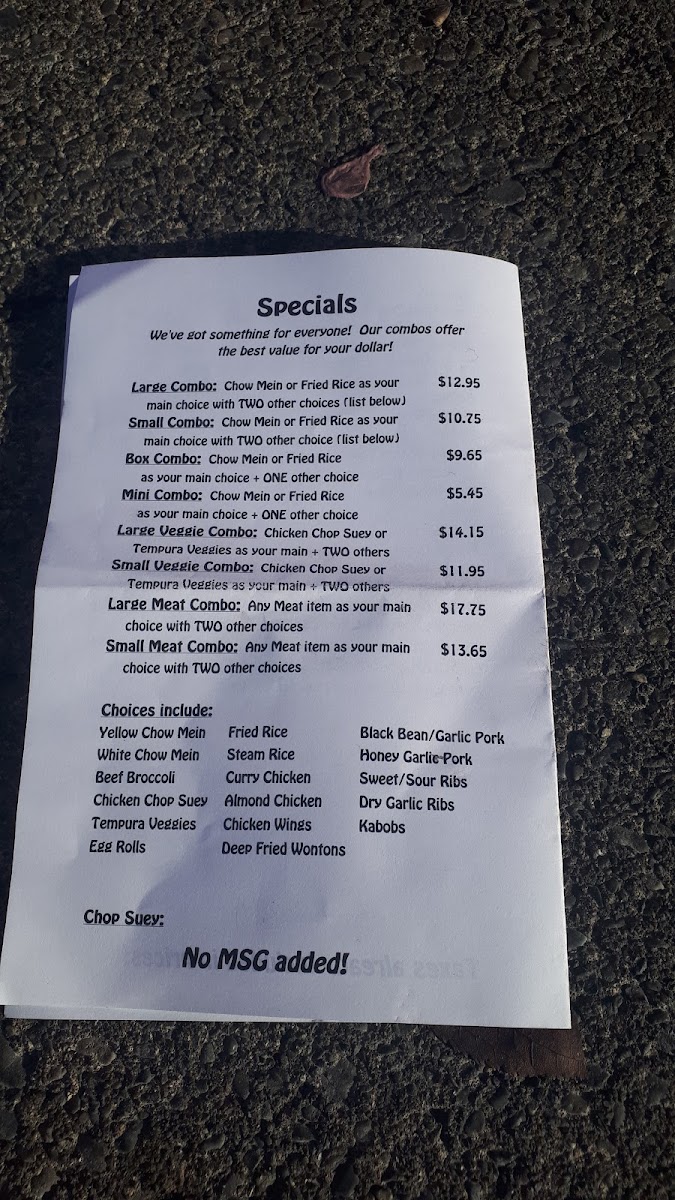 Specials
We've got something for everyone! Our combos offer
the best value for your dollar!
Large Combo: Chow Mein or Fried Rice as your $12.95
main choice with TWO other choices (list below)
Small Combo: Chow Mein or Fried Rice as your $10.75
main choice with TWO other choice (list below)
Box Combo: Chow Mein or Fried Rice $9.65
as your main choice + ONE other choice
Mini Combo: Chow Mein or Fried Rice $5.45
as your main choice + ONE other choice
Large Veggie Combo: Chicken Chop Suey or $14.15
Tempura Veggies as your main + TWO others
Small Veggie Combo: Chicken Chop Suey or $11.95
Tempura Veggies as your main + TWO others
Large Meat Combo: Any Meat item as your main $17.75
choice with TWO other choices
Small Meat Combo: Any Meat item as your main $13.65
choice with TWO other choices
Choices include:
Yellow Chow Mein Fried Rice Black Bean/Garlic Pork
White Chow Mein Steam Rice Honey Garlic Pork
Beef Broccoli Curry Chicken Sweet/Sour Ribs
Chicken Chop Suey Almond Chicken Dry Garlic Ribs
Tempura Veggies Chicken Wings Kabobs
Egg Rolls Deep Fried Wontons
Chop Suey:
No MSG added!